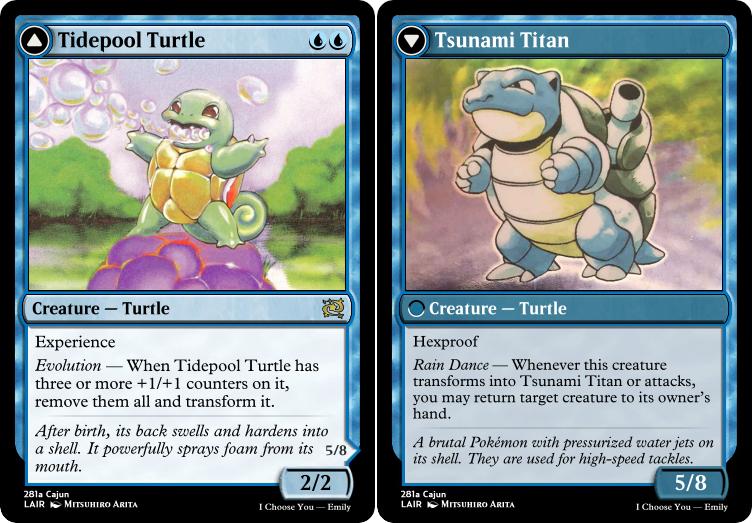 Tidepool Turtle
Creature — Turtle
Experience
Evolution — When Tidepool Turtle has
three or more +1/+1 counters on it,
remove them all and transform it.
After birth, its back swells and hardens into
a shell. It powerfully sprays foam from its
mouth.
5/8
2/2
281a Cajun
LAIR Mitsuhiro Arita
I Choose You — Emily
Tsunami Titan
Creature — Turtle
Hexproof
Rain Dance — Whenever this creature
transforms into Tsunami Titan or attacks,
you may return target creature to its owner's
hand.
A brutal Pokémon with pressurized water jets on
its shell. They are used for high-speed tackles.
5/8
281a Cajun
LAIR Mitsuhiro Arita
I Choose You — Emily